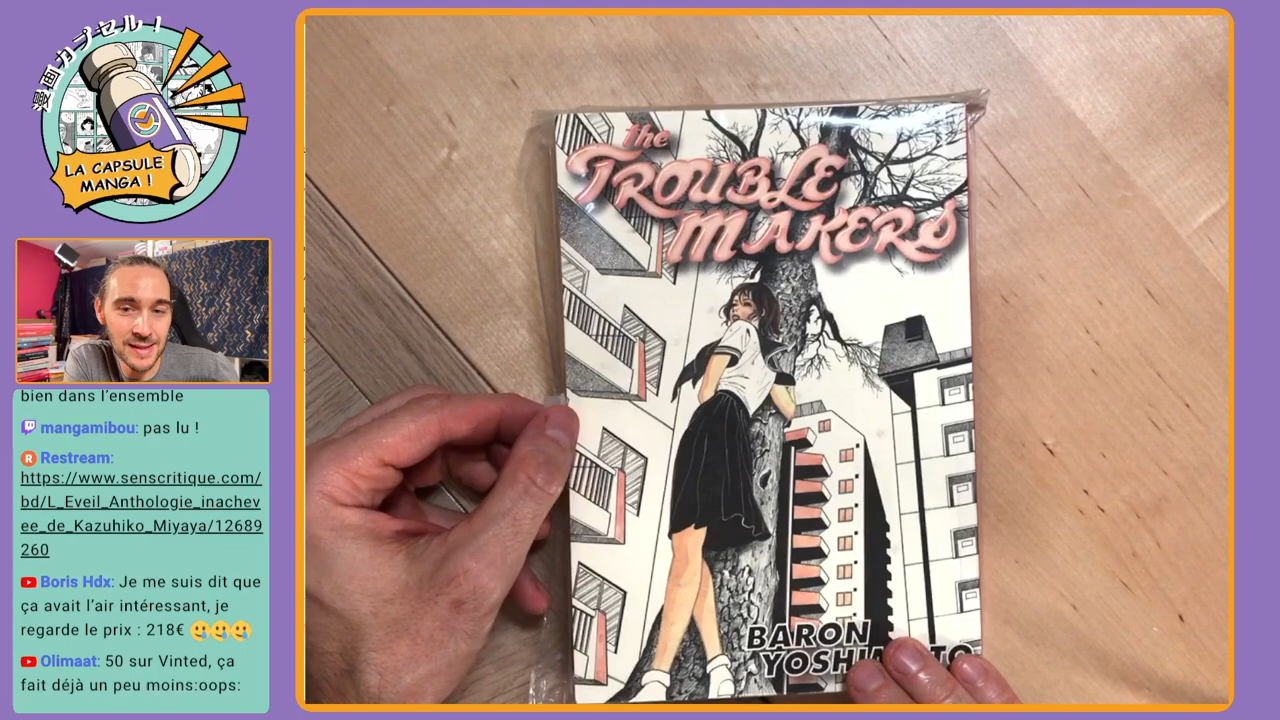 漫画カプセル！
LA CAPSULE
MANGA !
bien dans l'ensemble
mangamibou: pas lu !
Restream:
https://www.senscritique.com/
bd/L_Eveil_Anthologie_inachev
ee_de_Kazuhiko_Miyaya/12689
260
Boris Hdx: Je me suis dit que
ça avait l'air intéressant, je
regarde le prix : 218€ 🥲🥲🥲
Olimaat: 50 sur Vinted, ça
fait déjà un peu moins:oops:
the
TROUBLE
MAKERS
BARON